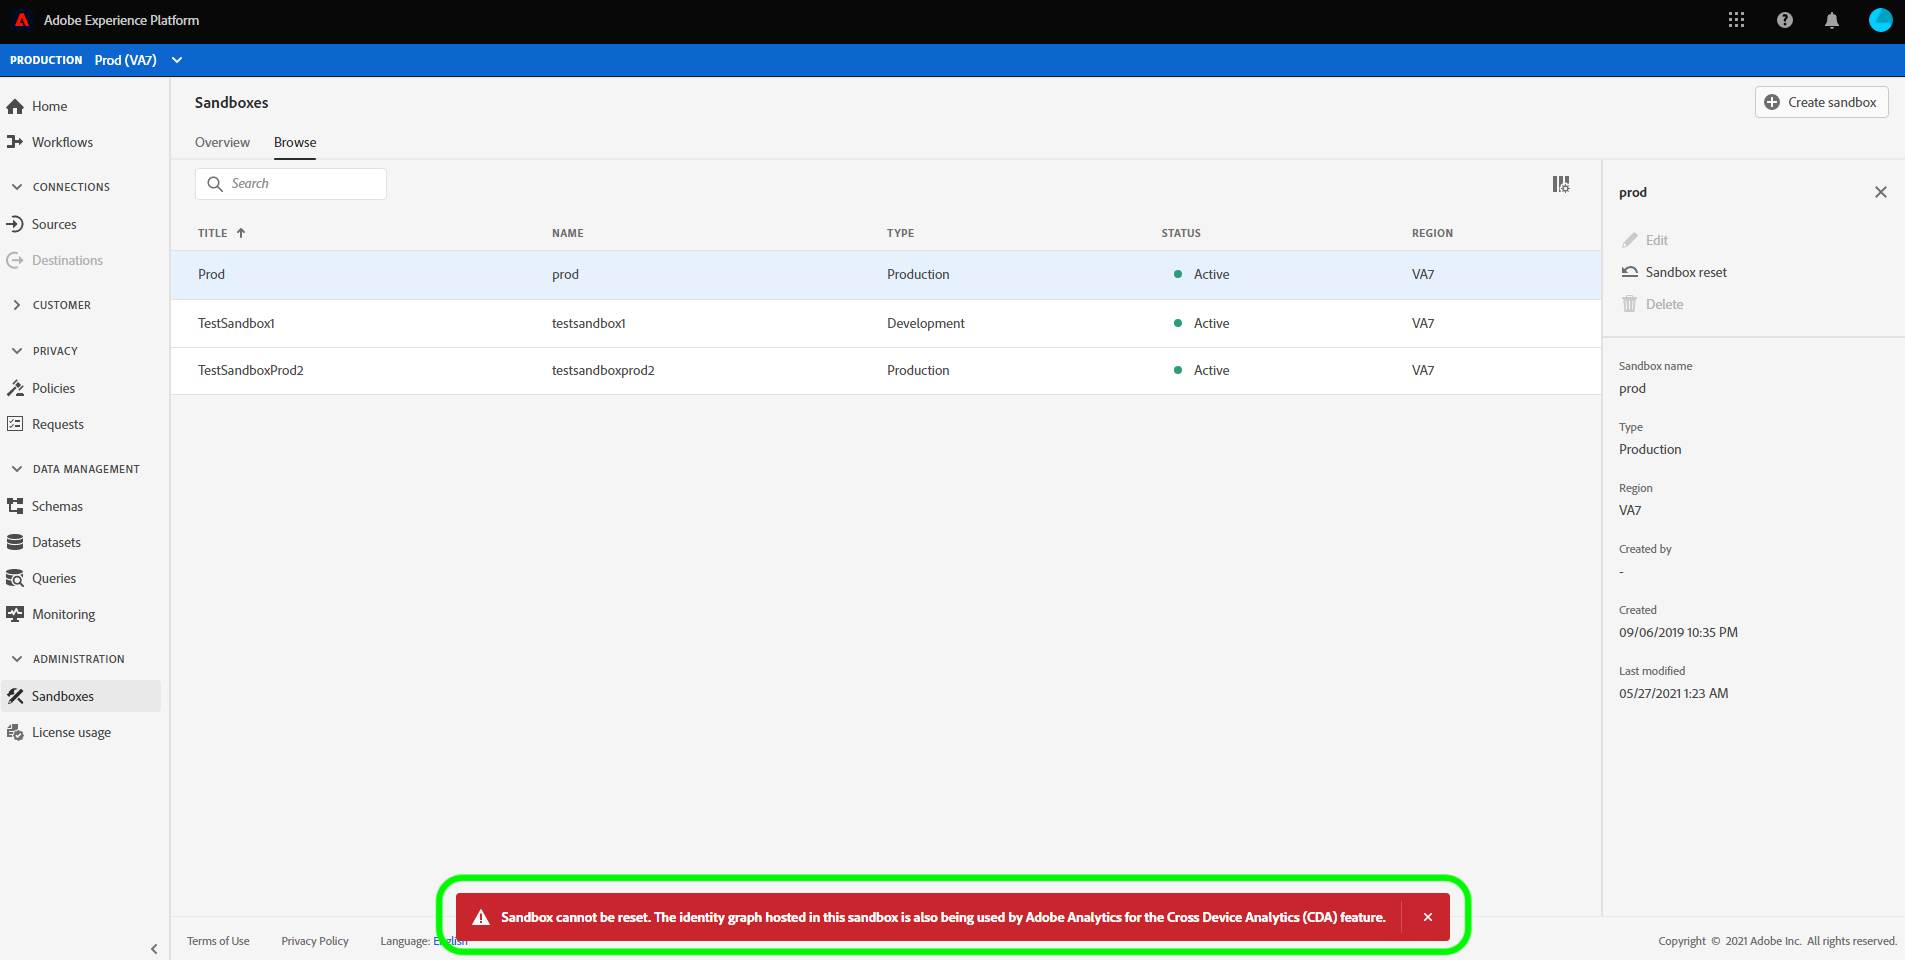 Adobe Experience Platform
PRODUCTION Prod (VA7)
Home
Workflows
CONNECTIONS
Sources
Destinations
CUSTOMER
PRIVACY
Policies
Requests
DATA MANAGEMENT
Schemas
Datasets
Queries
Monitoring
ADMINISTRATION
Sandboxes
License usage
Sandboxes
Create sandbox
Overview Browse
Search
TITLE NAME TYPE STATUS REGION
Prod prod Production Active VA7
TestSandbox1 testsandbox1 Development Active VA7
TestSandboxProd2 testsandboxprod2 Production Active VA7
prod
Edit
Sandbox reset
Delete
Sandbox name
prod
Type
Production
Region
VA7
Created by
-
Created
09/06/2019 10:35 PM
Last modified
05/27/2021 1:23 AM
Sandbox cannot be reset. The identity graph hosted in this sandbox is also being used by Adobe Analytics for the Cross Device Analytics (CDA) feature.
Terms of Use Privacy Policy Language: English
Copyright © 2021 Adobe Inc. All rights reserved.